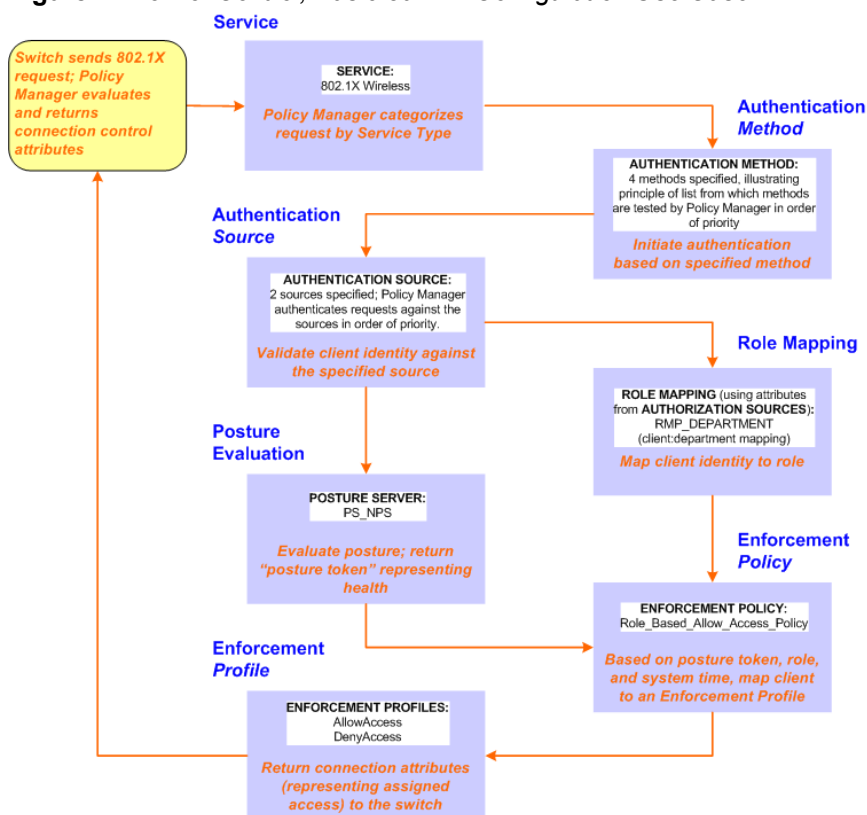 Service
Switch sends 802.1X
request; Policy
Manager evaluates
and returns
connection control
attributes
SERVICE:
802.1X Wireless
Policy Manager categorizes
request by Service Type
Authentication
Method
AUTHENTICATION METHOD:
4 methods specified, illustrating
principle of list from which methods
are tested by Policy Manager in order
of priority
Initiate authentication
based on specified method
Authentication
Source
AUTHENTICATION SOURCE:
2 sources specified; Policy Manager
authenticates requests against the
sources in order of priority.
Validate client identity against
the specified source
Role Mapping
ROLE MAPPING (using attributes
from AUTHORIZATION SOURCES):
RMP_DEPARTMENT
(client:department mapping)
Map client identity to role
Posture
Evaluation
POSTURE SERVER:
PS_NPS
Evaluate posture; return
“posture token” representing
health
Enforcement
Policy
ENFORCEMENT POLICY:
Role_Based_Allow_Access_Policy
Based on posture token, role,
and system time, map client
to an Enforcement Profile
Enforcement
Profile
ENFORCEMENT PROFILES:
AllowAccess
DenyAccess
Return connection attributes
(representing assigned
access) to the switch